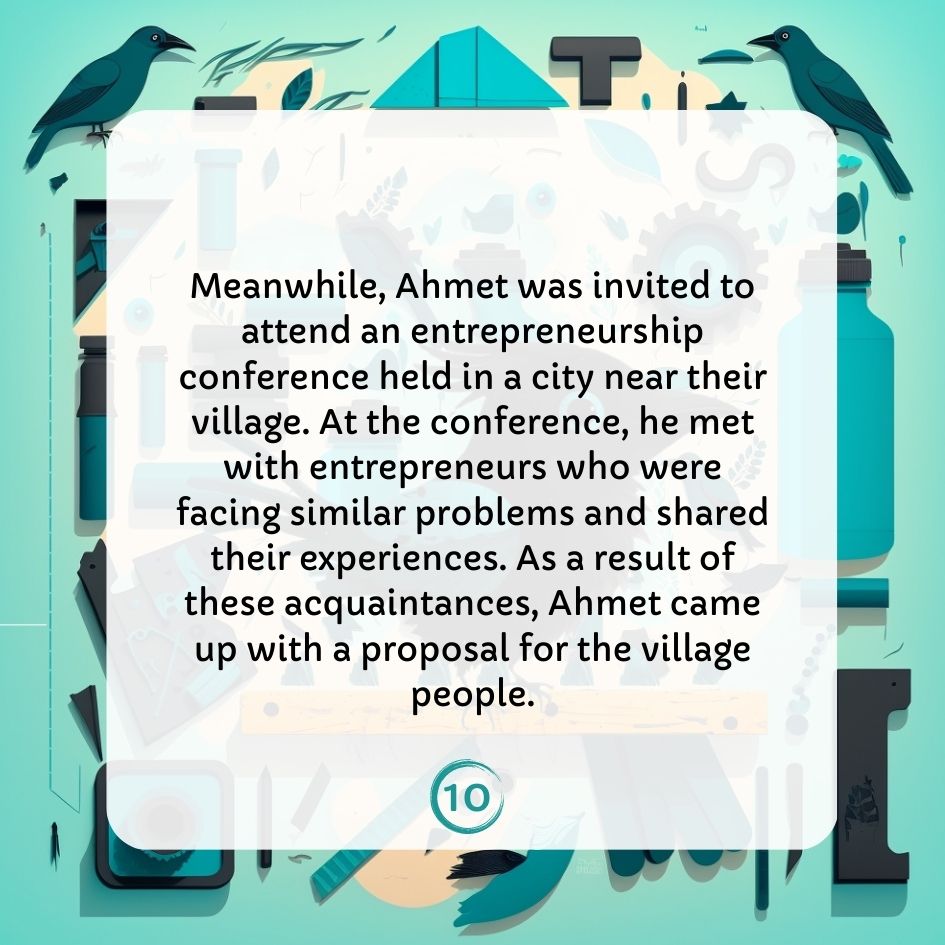 Meanwhile, Ahmet was invited to
attend an entrepreneurship
conference held in a city near their
village. At the conference, he met
with entrepreneurs who were
facing similar problems and shared
their experiences. As a result of
these acquaintances, Ahmet came
up with a proposal for the village
people.
10